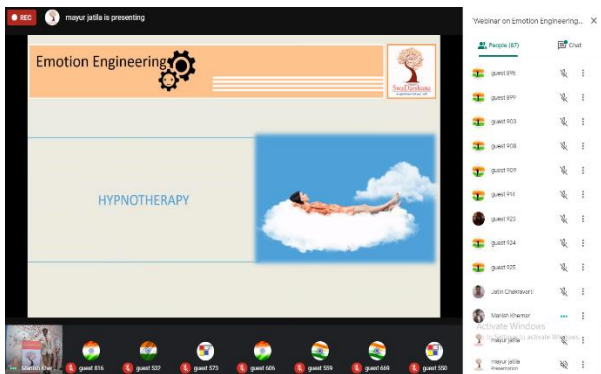 REC
mayur jatila is presenting
Emotion Engineering
SwaDarshana
HYPNOTHERAPY
guest 816
guest 532
guest 573
guest 606
guest 559
guest 669
guest 550
Webinar on Emotion Engineering...
People (87)
Chat
guest 896
guest 899
guest 903
guest 908
guest 909
guest 914
guest 923
guest 924
guest 925
Jatin Chakravarti
Manish Khemar
Activate Windows
mayur jatila
mayur jatila
Presentation